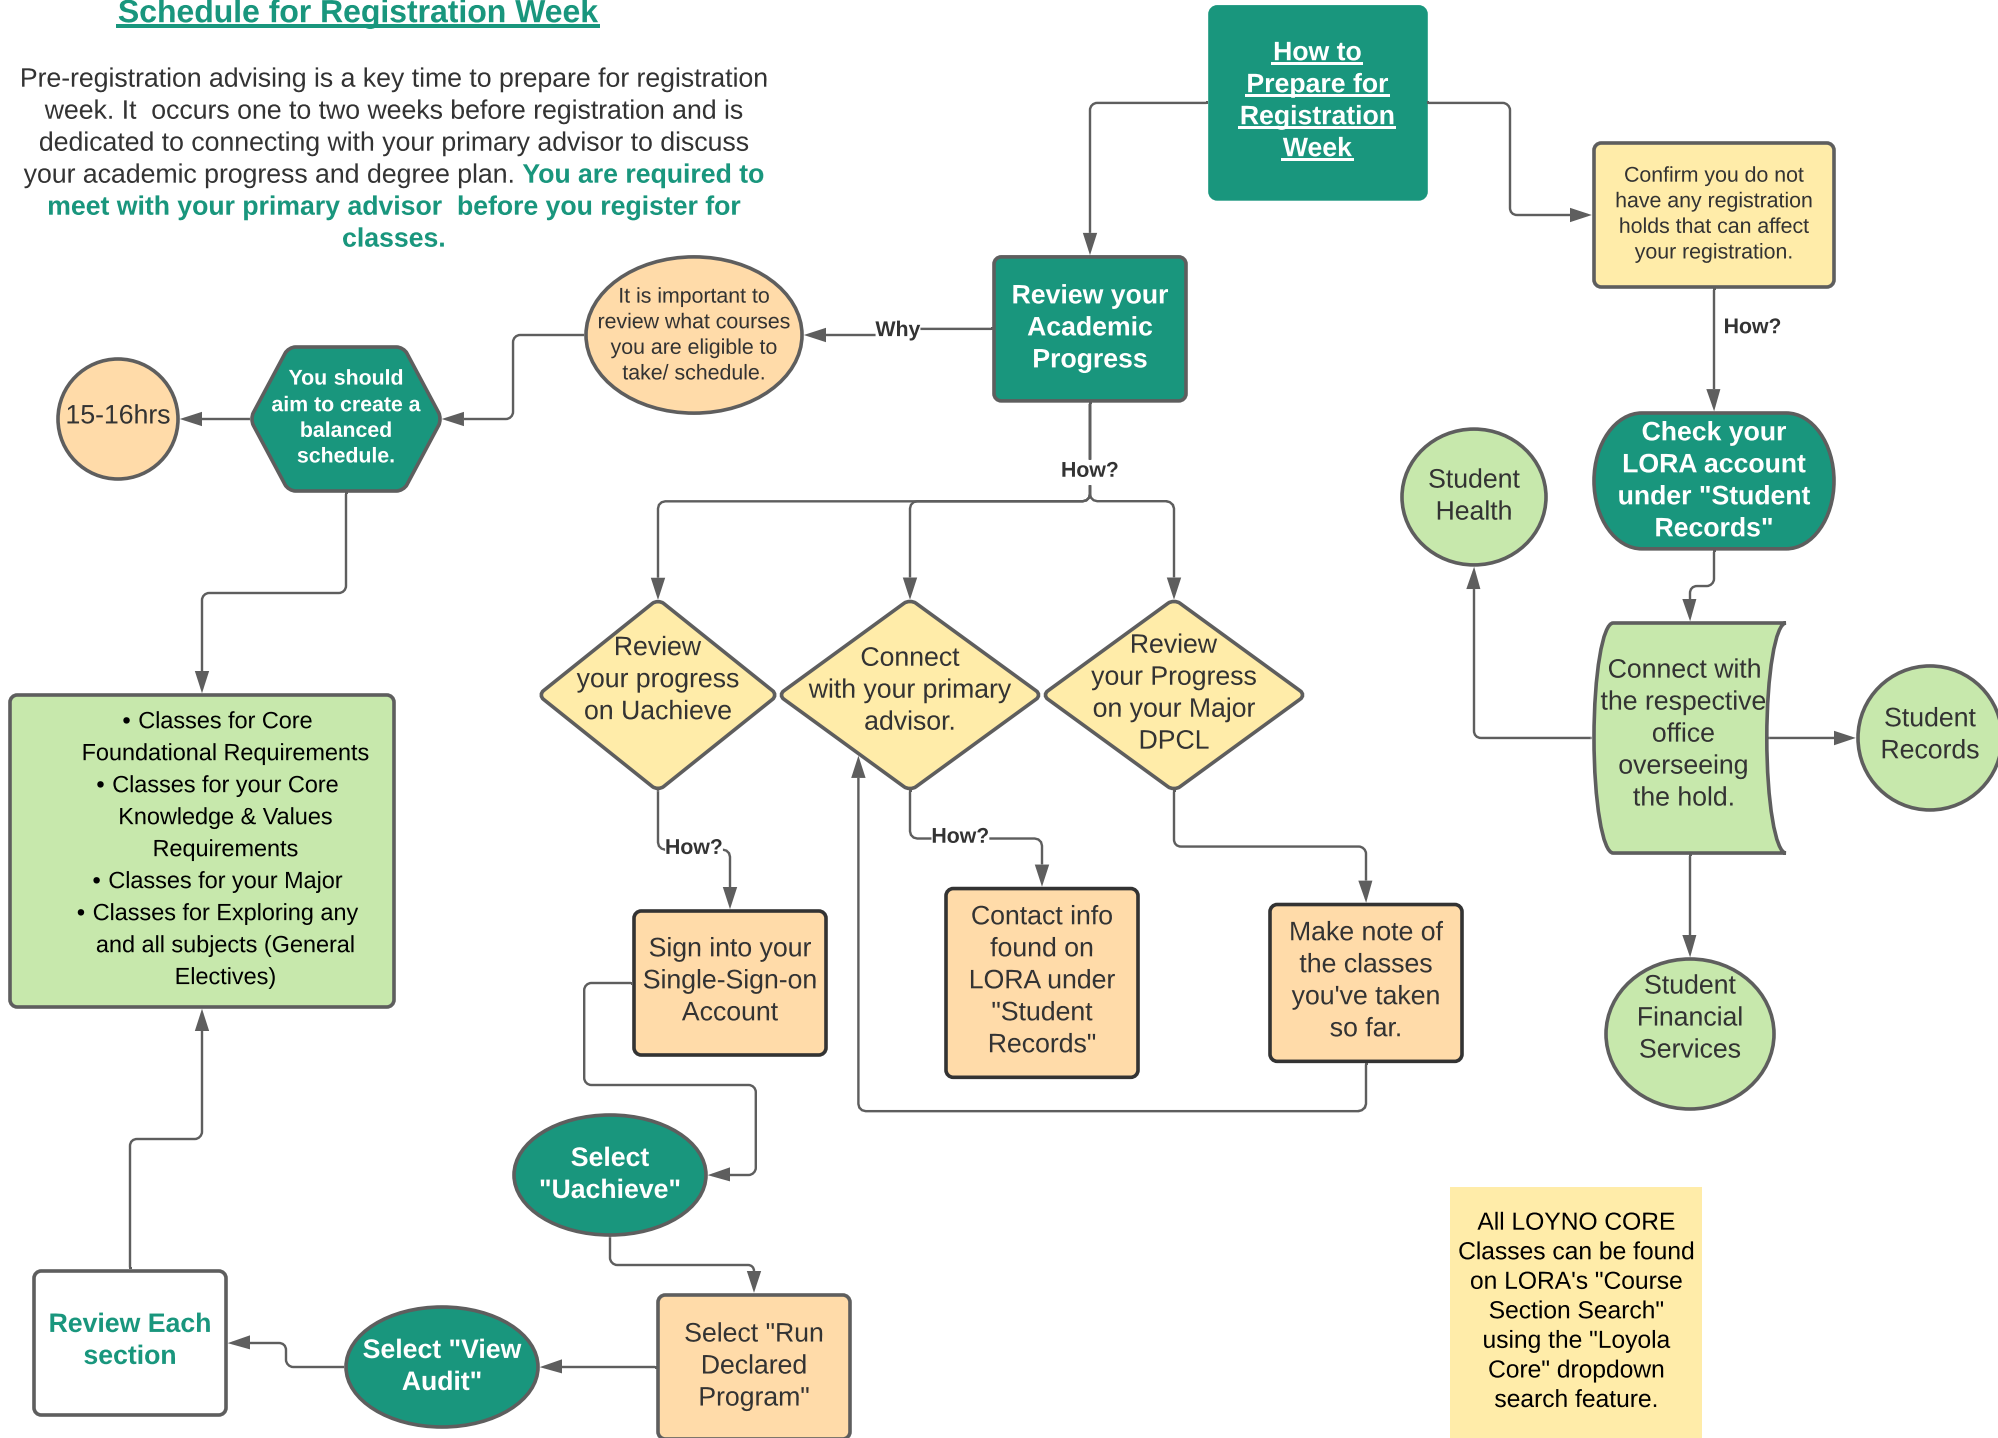 Schedule for Registration Week
Pre-registration advising is a key time to prepare for registration
week. It  occurs one to two weeks before registration and is
dedicated to connecting with your primary advisor to discuss
your academic progress and degree plan. You are required to
meet with your primary advisor  before you register for
classes.
How to
Prepare for
Registration
Week
Confirm you do not
have any registration
holds that can affect
your registration.
Review your
Academic
Progress
Why
It is important to
review what courses
you are eligible to
take/ schedule.
You should
aim to create a
balanced
schedule.
15-16hrs
How?
How?
Check your
LORA account
under "Student
Records"
Student
Health
Connect with
the respective
office
overseeing
the hold.
Student
Records
Student
Financial
Services
Review
your progress
on Uachieve
Connect
with your primary
advisor.
Review
your Progress
on your Major
DPCL
• Classes for Core
Foundational Requirements
• Classes for your Core
Knowledge & Values
Requirements
• Classes for your Major
• Classes for Exploring any
and all subjects (General
Electives)
How?
How?
Sign into your
Single-Sign-on
Account
Contact info
found on
LORA under
"Student
Records"
Make note of
the classes
you've taken
so far.
Select
"Uachieve"
Select "Run
Declared
Program"
Select "View
Audit"
Review Each
section
All LOYNO CORE
Classes can be found
on LORA's "Course
Section Search"
using the "Loyola
Core" dropdown
search feature.